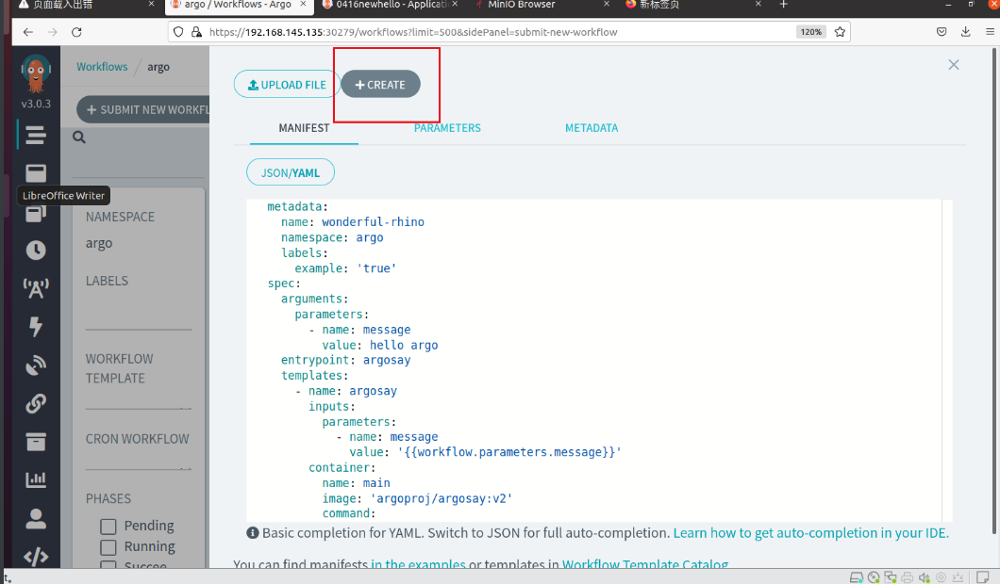 页面载入出错
argo / Workflows - Argo
0416newhello - Applicati
MinIO Browser
新标签页
https://192.168.145.135:30279/workflows?limit=500&sidePanel=submit-new-workflow
120%
v3.0.3
Workflows / argo
+ SUBMIT NEW WORKFL
LibreOffice Writer
NAMESPACE
argo
LABELS
WORKFLOW
TEMPLATE
CRON WORKFLOW
PHASES
Pending
Running
Succee
UPLOAD FILE
+ CREATE
MANIFEST
PARAMETERS
METADATA
JSON/YAML
metadata:
name: wonderful-rhino
namespace: argo
labels:
example: 'true'
spec:
arguments:
parameters:
- name: message
value: hello argo
entrypoint: argosay
templates:
- name: argosay
inputs:
parameters:
- name: message
value: '{{workflow.parameters.message}}'
container:
name: main
image: 'argoproj/argosay:v2'
command:
Basic completion for YAML. Switch to JSON for full auto-completion. Learn how to get auto-completion in your IDE.
You can find manifests in the examples or templates in Workflow Template Catalog